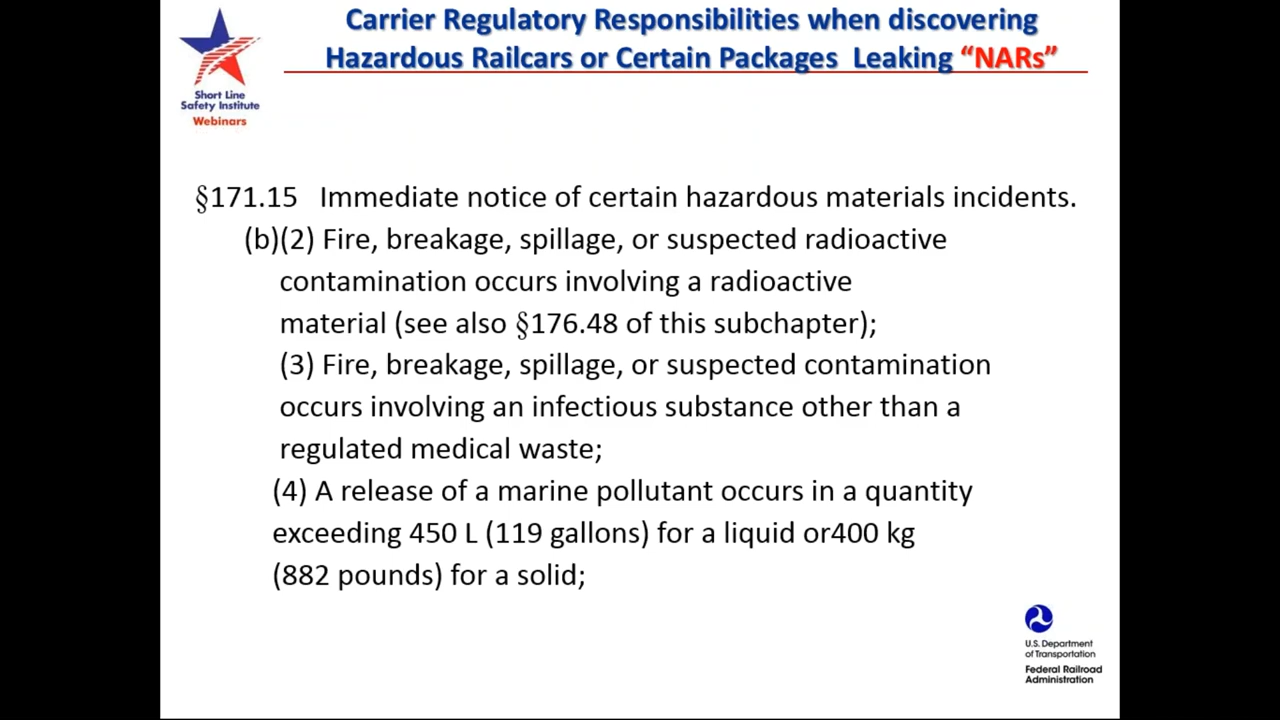 Carrier Regulatory Responsibilities when discovering
Hazardous Railcars or Certain Packages  Leaking “NARs”
Short Line
Safety Institute
Webinars
§171.15   Immediate notice of certain hazardous materials incidents.
(b)(2) Fire, breakage, spillage, or suspected radioactive
contamination occurs involving a radioactive
material (see also §176.48 of this subchapter);
(3) Fire, breakage, spillage, or suspected contamination
occurs involving an infectious substance other than a
regulated medical waste;
(4) A release of a marine pollutant occurs in a quantity
exceeding 450 L (119 gallons) for a liquid or400 kg
(882 pounds) for a solid;
U.S. Department
of Transportation
Federal Railroad
Administration